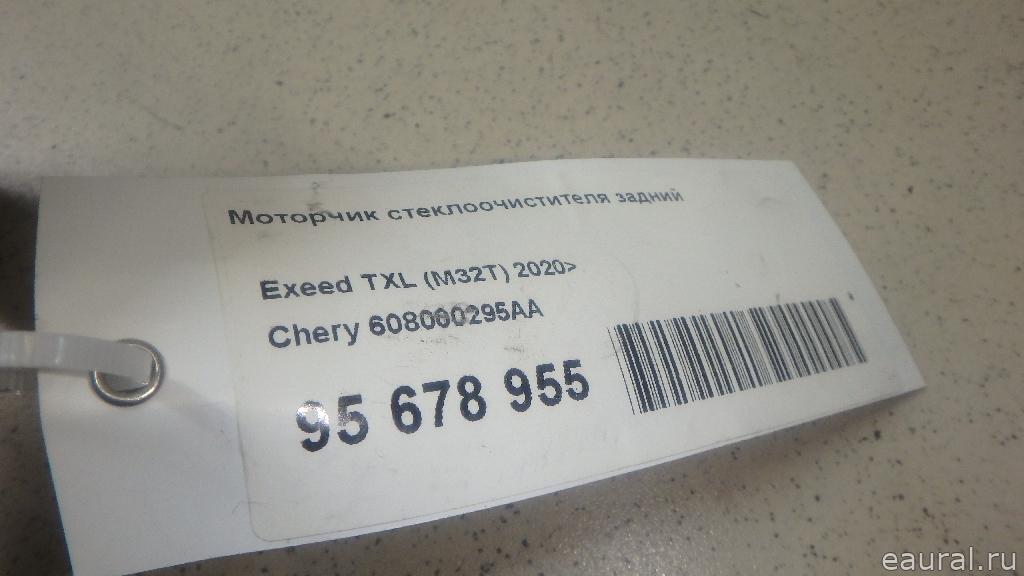 Моторчик стеклоочистителя задний
Exeed TXL (M32T) 2020>
Chery 608000295AA
95 678 955
eaural.ru